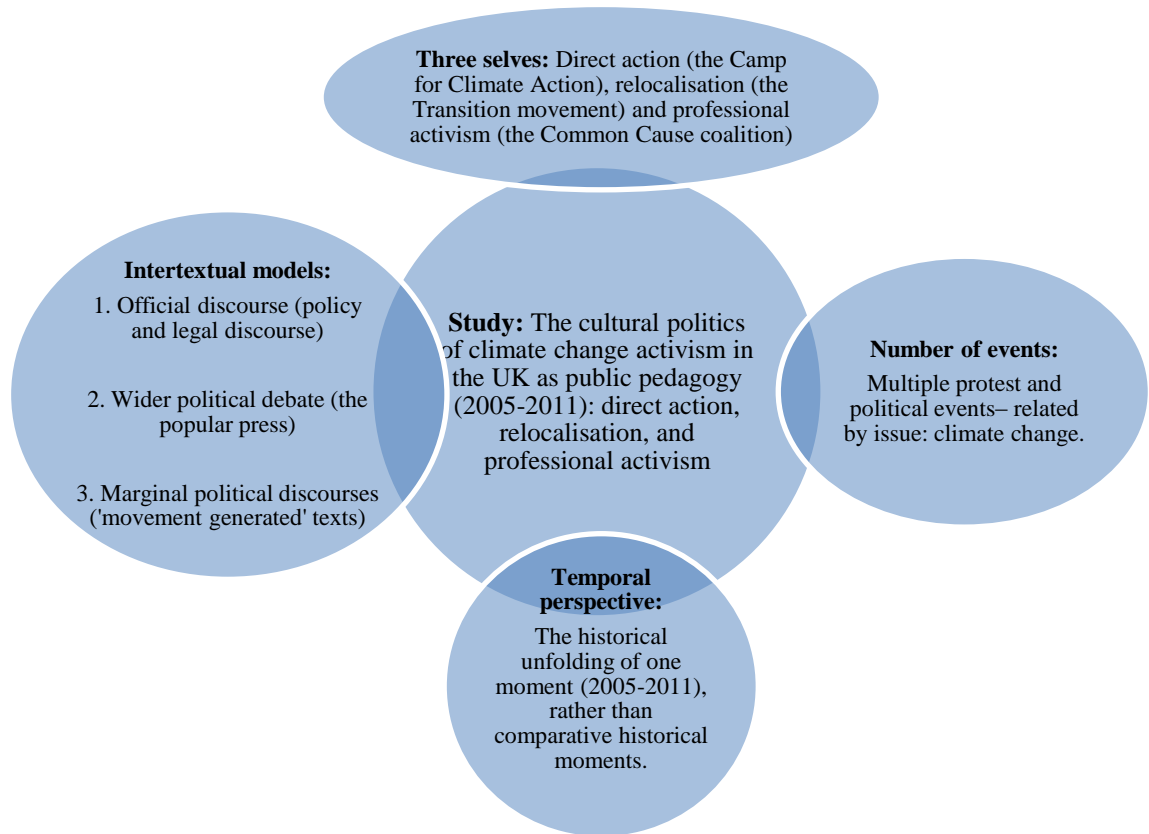 Three selves: Direct action (the Camp
for Climate Action), relocalisation (the
Transition movement) and professional
activism (the Common Cause coalition)
Intertextual models:
1. Official discourse (policy
and legal discourse)
2. Wider political debate (the
popular press)
3. Marginal political discourses
('movement generated' texts)
Study: The cultural politics
of climate change activism in
the UK as public pedagogy
(2005-2011): direct action,
relocalisation, and
professional activism
Number of events:
Multiple protest and
political events– related
by issue: climate change.
Temporal
perspective:
The historical
unfolding of one
moment (2005-2011),
rather than
comparative historical
moments.